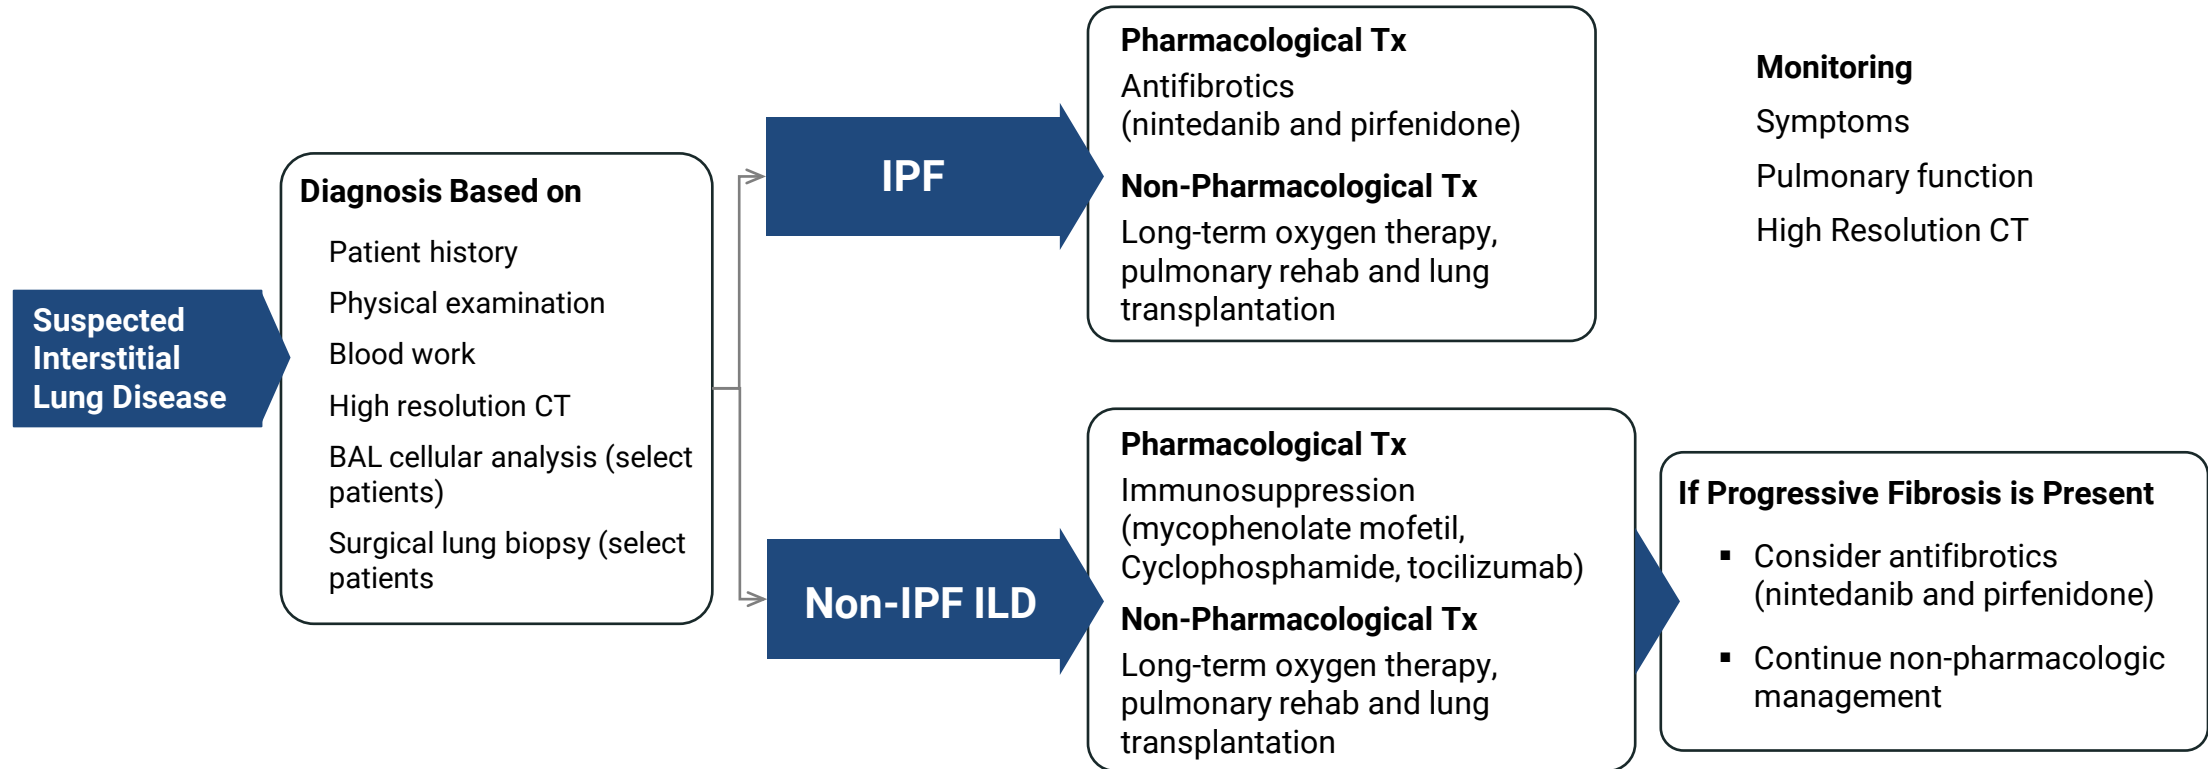 Suspected
Interstitial
Lung Disease
Diagnosis Based on
Patient history
Physical examination
Blood work
High resolution CT
BAL cellular analysis (select
patients)
Surgical lung biopsy (select
patients
IPF
Pharmacological Tx
Antifibrotics
(nintedanib and pirfenidone)
Non-Pharmacological Tx
Long-term oxygen therapy,
pulmonary rehab and lung
transplantation
Monitoring
Symptoms
Pulmonary function
High Resolution CT
Non-IPF ILD
Pharmacological Tx
Immunosuppression
(mycophenolate mofetil,
Cyclophosphamide, tocilizumab)
Non-Pharmacological Tx
Long-term oxygen therapy,
pulmonary rehab and lung
transplantation
If Progressive Fibrosis is Present
▪ Consider antifibrotics
(nintedanib and pirfenidone)
▪ Continue non-pharmacologic
management